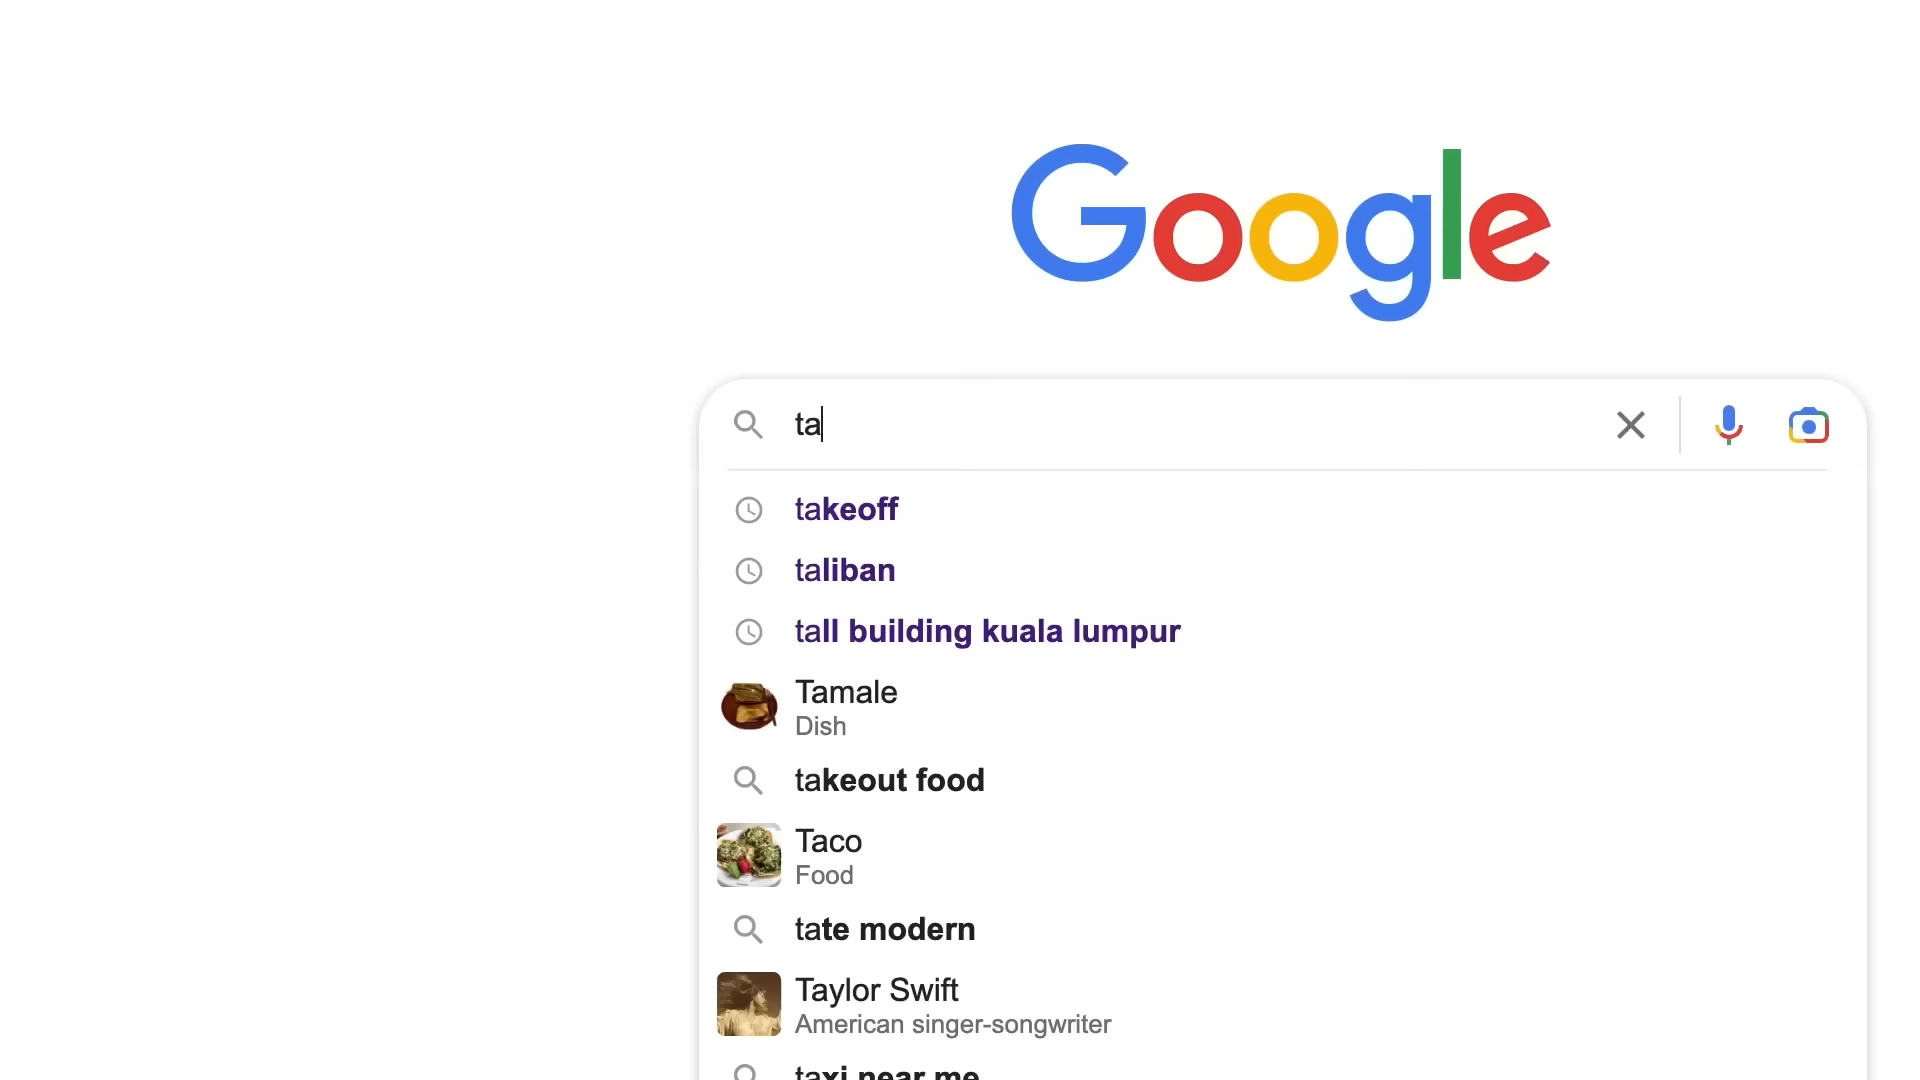 Google
ta
takeoff
taliban
tall building kuala lumpur
Tamale
Dish
takeout food
Taco
Food
tate modern
Taylor Swift
American singer-songwriter
taxi near me